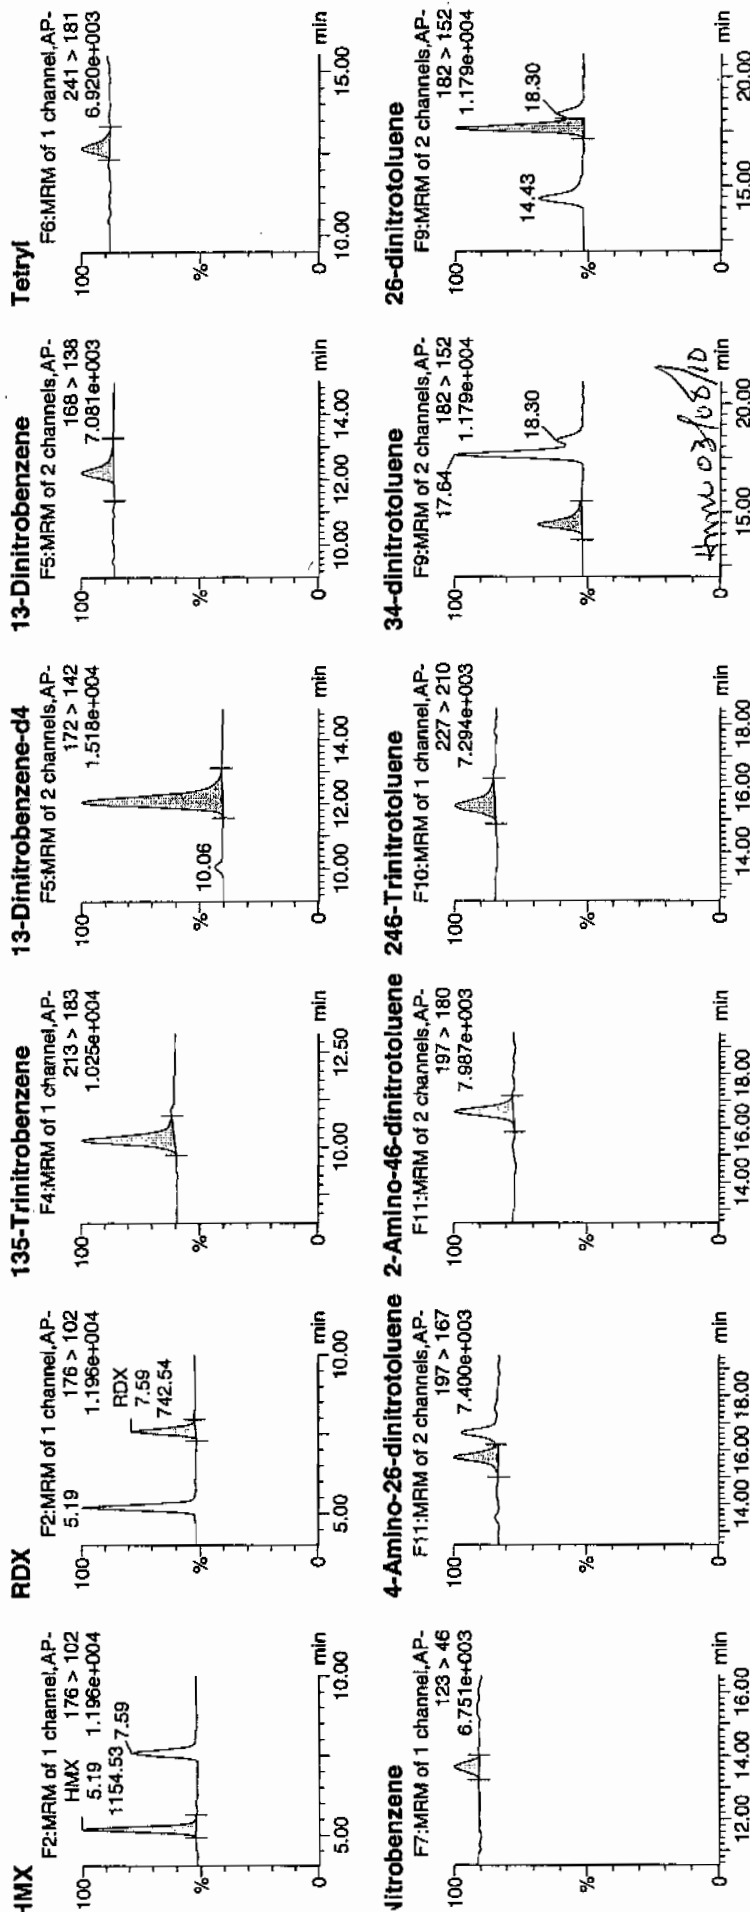 HMX
F2:MRM of 1 channel,AP-
176 > 102
1.196e+004
HMX
5.19
1154.53
7.59
100
%
0
5.00
10.00
min
RDX
F2:MRM of 1 channel,AP-
176 > 102
1.196e+004
5.19
RDX
7.59
742.54
100
%
0
5.00
10.00
min
135-Trinitrobenzene
F4:MRM of 1 channel,AP-
213 > 183
1.025e+004
100
%
0
10.00
12.50
min
13-Dinitrobenzene-d4
F5:MRM of 2 channels,AP-
172 > 142
1.518e+004
10.06
100
%
0
10.00
12.00
14.00
min
13-Dinitrobenzene
F5:MRM of 2 channels,AP-
168 > 138
7.081e+003
100
%
0
10.00
12.00
14.00
min
Tetryl
F6:MRM of 1 channel,AP-
241 > 181
6.920e+003
100
%
0
10.00
15.00
min
Nitrobenzene
F7:MRM of 1 channel,AP-
123 > 46
6.751e+003
100
%
0
12.00
14.00
16.00
min
4-Amino-26-dinitrotoluene
F11:MRM of 2 channels,AP-
197 > 167
7.400e+003
100
%
0
14.00
16.00
18.00
min
2-Amino-46-dinitrotoluene
F11:MRM of 2 channels,AP-
197 > 180
7.987e+003
100
%
0
14.00
16.00
18.00
min
246-Trinitrotoluene
F10:MRM of 1 channel,AP-
227 > 210
7.294e+003
100
%
0
14.00
16.00
18.00
min
34-dinitrotoluene
F9:MRM of 2 channels,AP-
182 > 152
1.179e+004
17.64
18.30
100
%
0
15.00
20.00
min
03/08/10
26-dinitrotoluene
F9:MRM of 2 channels,AP-
182 > 152
1.179e+004
14.43
18.30
100
%
0
15.00
20.00
min